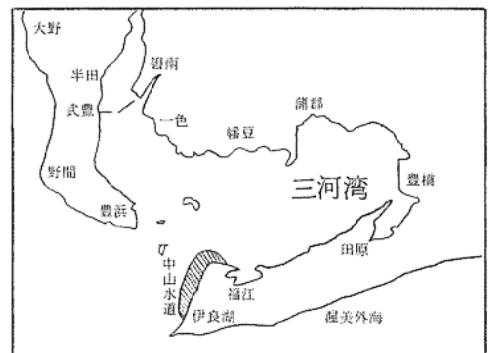 大野
半田
碧南
武豊
一色
幡豆
蒲郡
野間
豊浜
三河湾
豊橋
田原
中山水道
福江
伊良湖
渥美外海